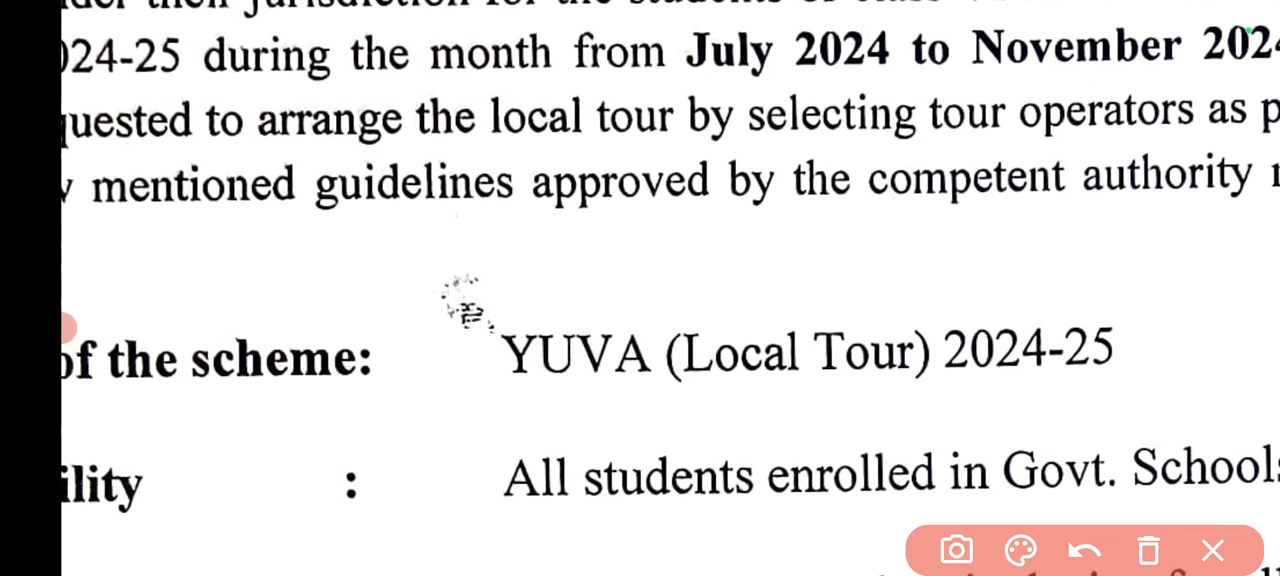 024-25 during the month from July 2024 to November 202
uested to arrange the local tour by selecting tour operators as p
mentioned guidelines approved by the competent authority
of the scheme: YUVA (Local Tour) 2024-25
ility : All students enrolled in Govt. Schools